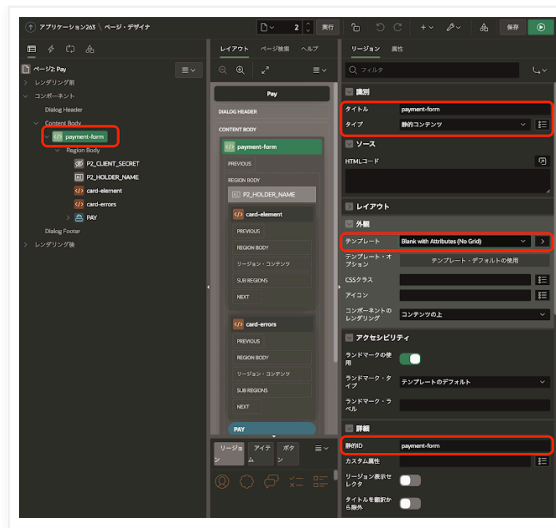 アプリケーション263 \ ページ・デザイナ
2
実行
保存
ページ2: Pay
レンダリング前
コンポーネント
Dialog Header
Content Body
payment-form
Region Body
P2_CLIENT_SECRET
P2_HOLDER_NAME
card-element
card-errors
PAY
Dialog Footer
レンダリング後
レイアウト
ページ検索
ヘルプ
Pay
DIALOG HEADER
CONTENT BODY
payment-form
PREVIOUS
REGION BODY
P2_HOLDER_NAME
card-element
PREVIOUS
REGION BODY
リージョン・コンテンツ
SUB REGIONS
NEXT
card-errors
PREVIOUS
REGION BODY
リージョン・コンテンツ
SUB REGIONS
NEXT
PAY
リージョン
アイテム
ボタン
リージョン
属性
フィルタ
識別
タイトル
payment-form
タイプ
静的コンテンツ
ソース
HTMLコード
レイアウト
外観
テンプレート
Blank with Attributes (No Grid)
テンプレート・オプション
テンプレート・デフォルトの使用
CSSクラス
アイコン
コンポーネントのレンダリング
コンテンツの上
アクセシビリティ
ランドマークの使用
ランドマーク・タイプ
テンプレートのデフォルト
ランドマーク・ラベル
詳細
静的ID
payment-form
カスタム属性
リージョン表示セレクタ
タイトルを翻訳から除外